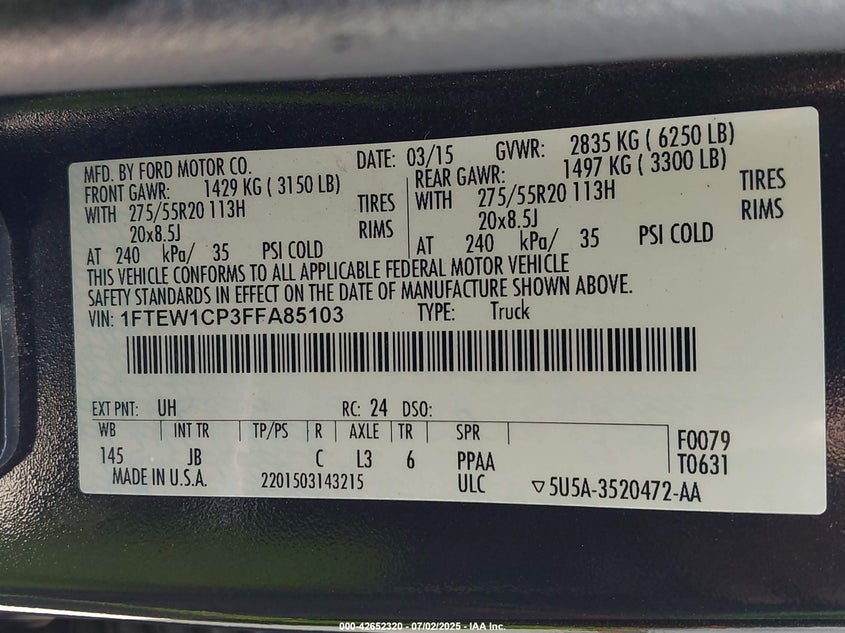 MFD. BY FORD MOTOR CO. DATE: 03/15 GVWR: 2835 KG ( 6250 LB)
FRONT GAWR: 1429 KG ( 3150 LB) REAR GAWR: 1497 KG ( 3300 LB)
WITH 275/55R20 113H TIRES WITH 275/55R20 113H TIRES
20x8.5J RIMS 20x8.5J RIMS
AT 240 kPa/ 35 PSI COLD AT 240 kPa/ 35 PSI COLD
THIS VEHICLE CONFORMS TO ALL APPLICABLE FEDERAL MOTOR VEHICLE
SAFETY STANDARDS IN EFFECT ON THE DATE OF MANUFACTURE SHOWN ABOVE.
VIN: 1FTEW1CP3FFA85103 TYPE: Truck
EXT PNT: UH RC: 24 DSO:
WB INT TR TP/PS R AXLE TR SPR F0079
145 JB C L3 6 PPAA T0631
MADE IN U.S.A. 2201503143215 ULC ▽5U5A-3520472-AA
000-42652320 - 07/02/2025 - IAA Inc.